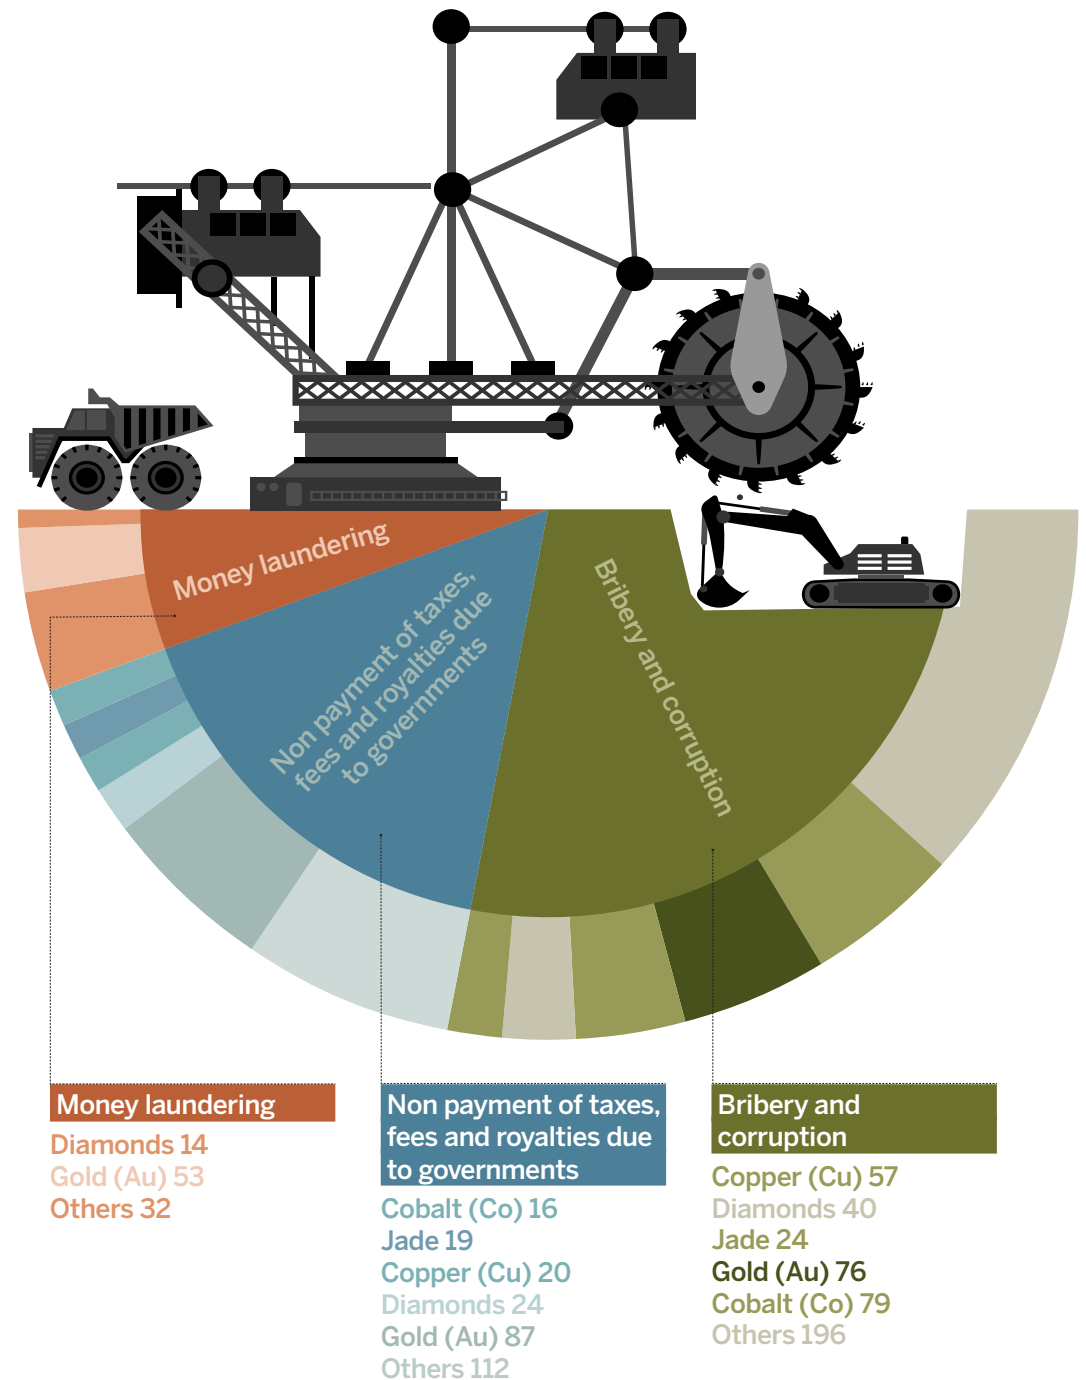 Money laundering
Non payment of taxes,
fees and royalties due
to governments
Bribery and corruption
Money laundering
Diamonds 14
Gold (Au) 53
Others 32
Non payment of taxes,
fees and royalties due
to governments
Cobalt (Co) 16
Jade 19
Copper (Cu) 20
Diamonds 24
Gold (Au) 87
Others 112
Bribery and
corruption
Copper (Cu) 57
Diamonds 40
Jade 24
Gold (Au) 76
Cobalt (Co) 79
Others 196